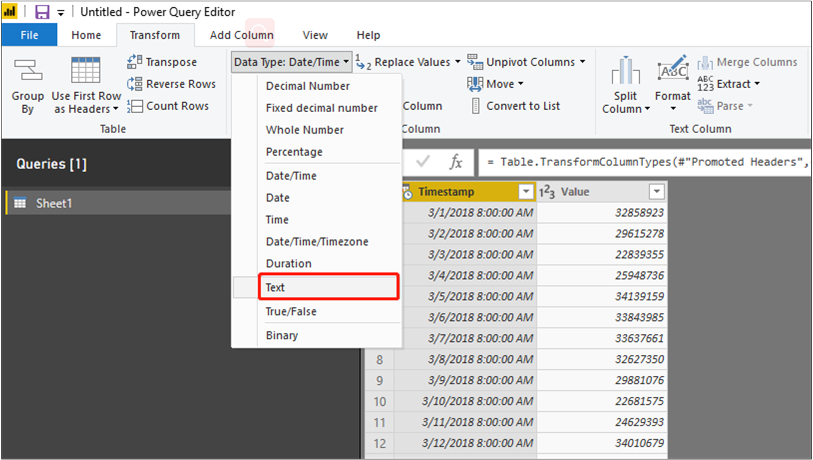 Untitled - Power Query Editor
File Home Transform Add Column View Help
Group By
Use First Row as Headers
Transpose
Reverse Rows
Count Rows
Table
Data Type: Date/Time
Decimal Number
Fixed decimal number
Whole Number
Percentage
Date/Time
Date
Time
Date/Time/Timezone
Duration
Text
True/False
Binary
1 2 Replace Values
Unpivot Columns
Move
Column
Convert to List
Column
Split Column
ABC
Format
Merge Columns
ABC 123 Extract
abc Parse
Text Column
Queries [1]
Sheet1
fx = Table.TransformColumnTypes(#"Promoted Headers",
Timestamp 123 Value
3/1/2018 8:00:00 AM 32858923
3/2/2018 8:00:00 AM 29615278
3/3/2018 8:00:00 AM 22839355
3/4/2018 8:00:00 AM 25948736
3/5/2018 8:00:00 AM 34139159
3/6/2018 8:00:00 AM 33843985
3/7/2018 8:00:00 AM 33637661
8 3/8/2018 8:00:00 AM 32627350
9 3/9/2018 8:00:00 AM 29881076
10 3/10/2018 8:00:00 AM 22681575
11 3/11/2018 8:00:00 AM 24629393
12 3/12/2018 8:00:00 AM 34010679